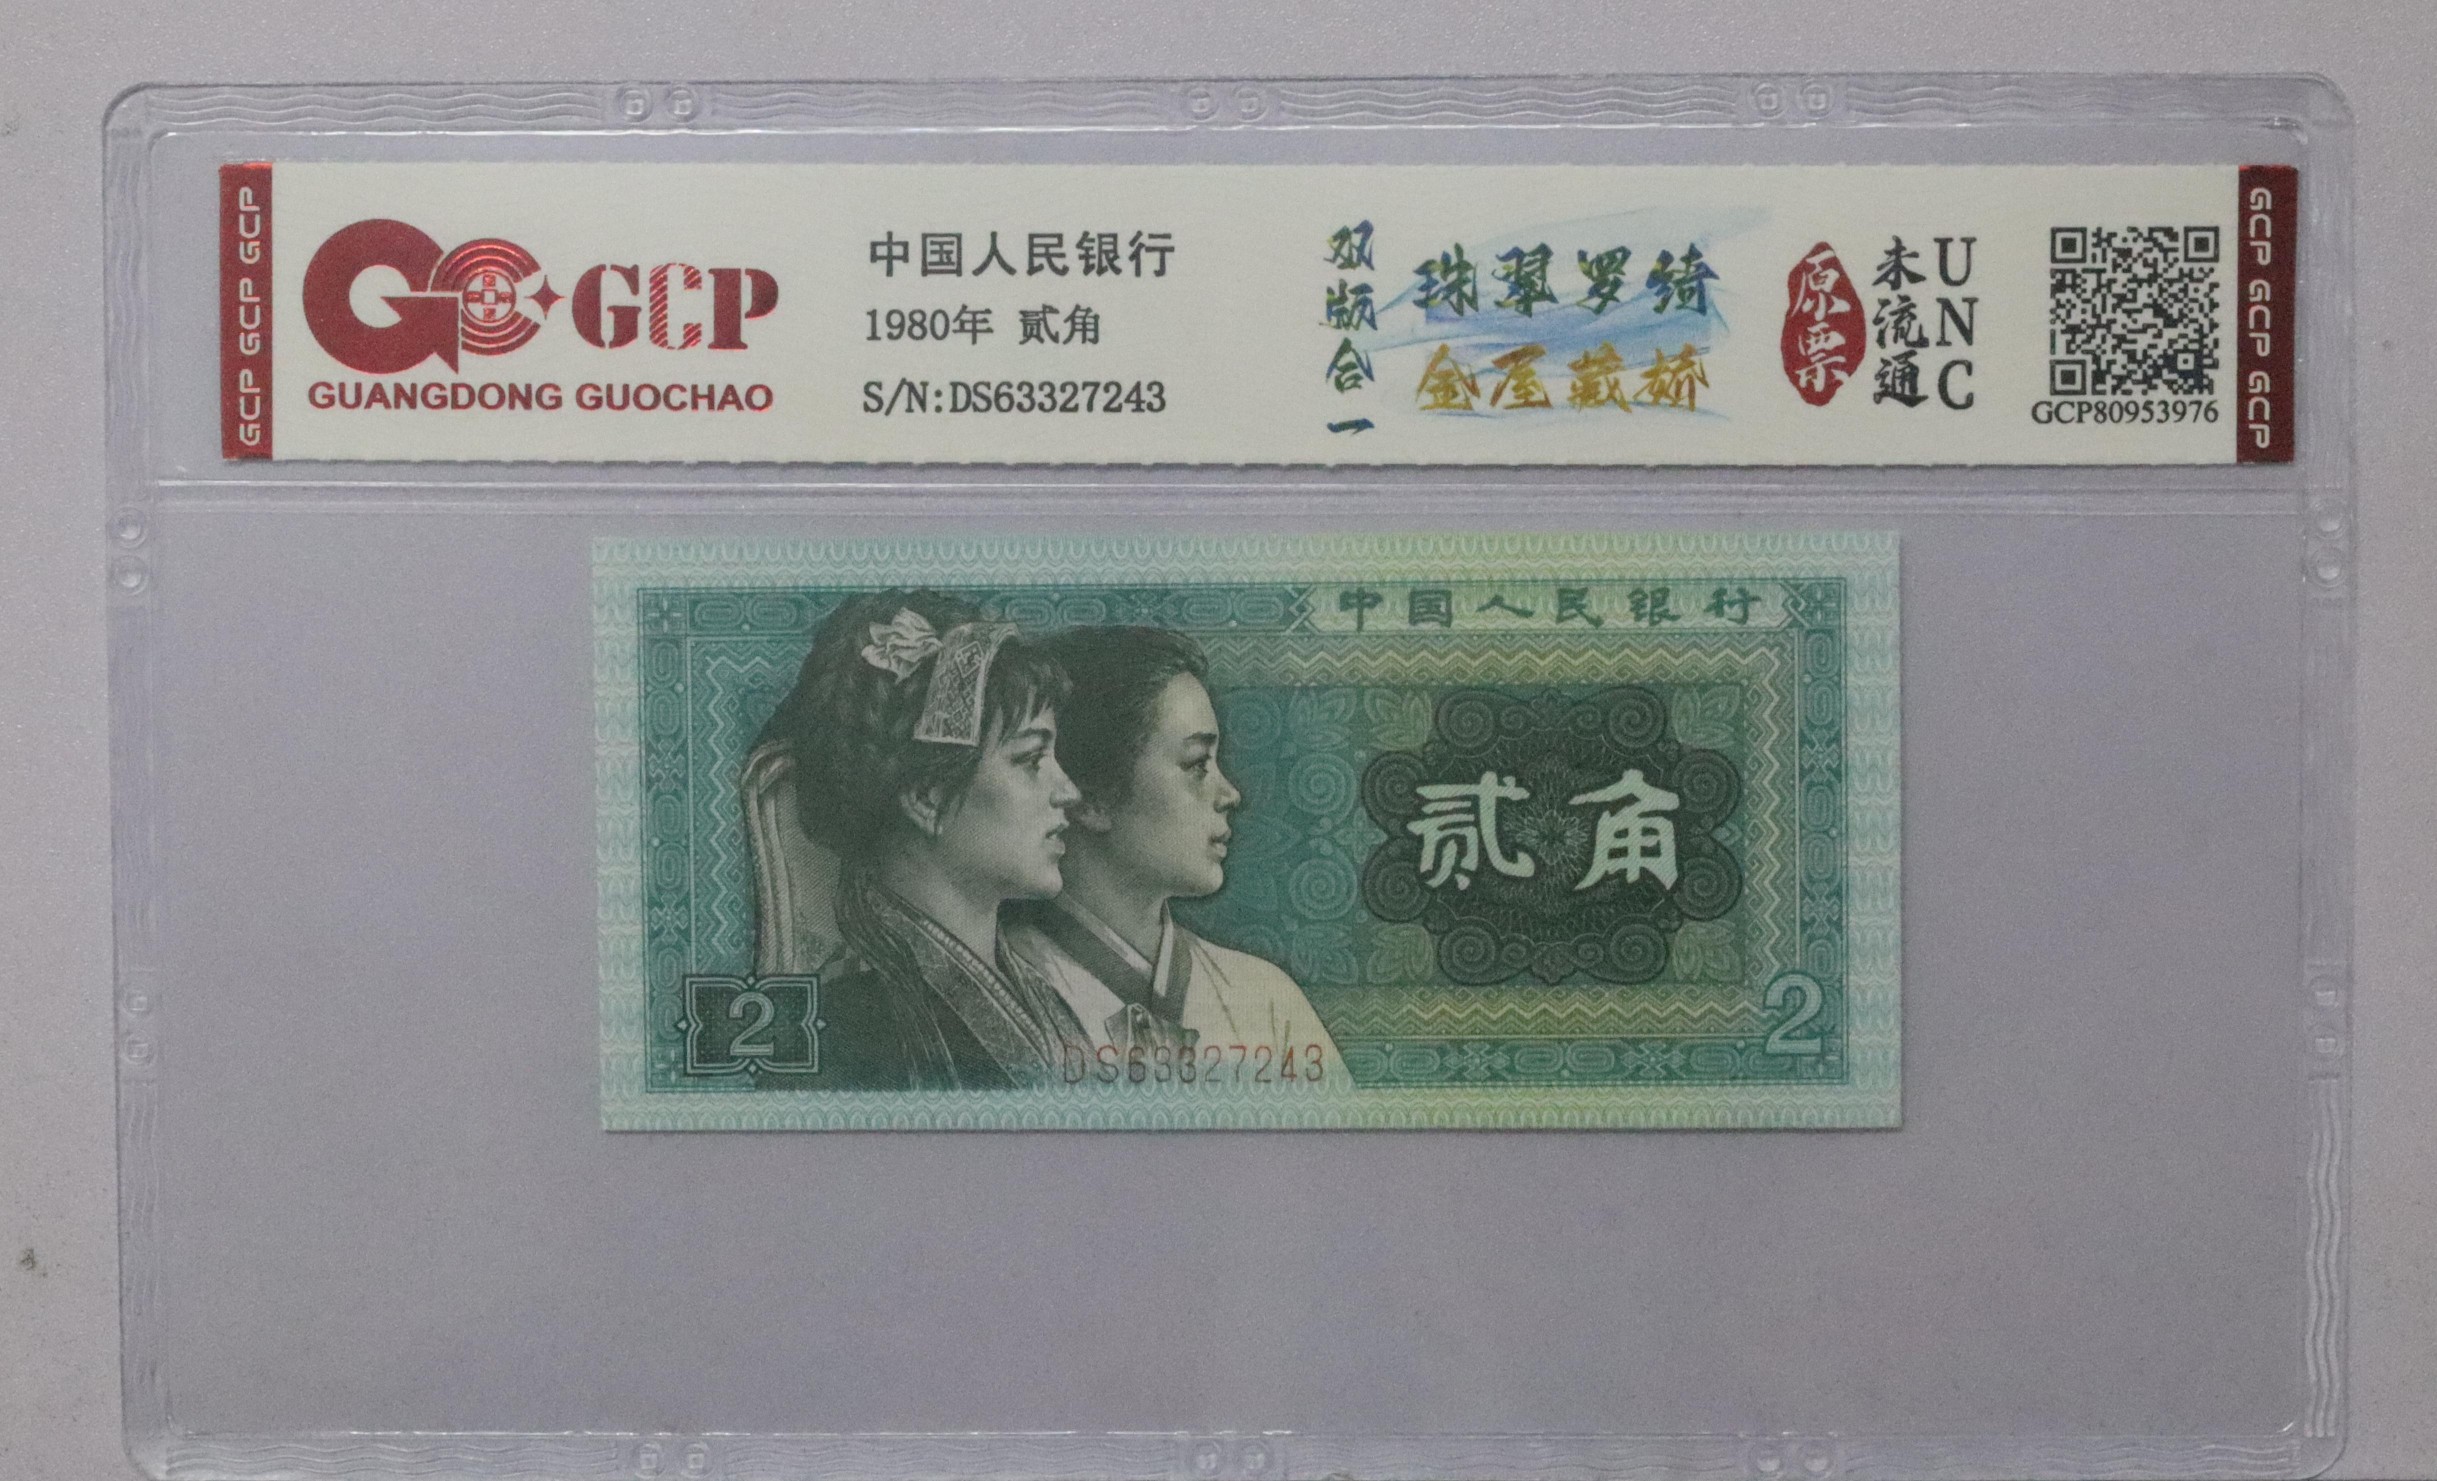 GCP GCP GCP
GCP
GUANGDONG GUOCHAO
中国人民银行
1980年 贰角
S/N:DS63327243
双版合一
珠翠罗绮
金屋藏娇
原票
未流通
UNC
GCP80953976
GCP GCP GCP
中国人民银行
贰角
2
2
DS63327243